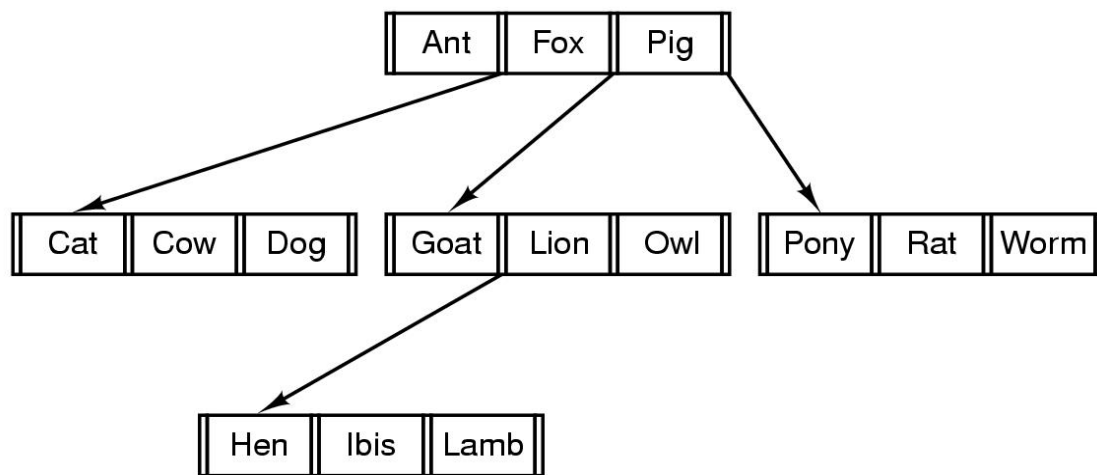 Ant Fox Pig
Cat Cow Dog Goat Lion Owl Pony Rat Worm
Hen Ibis Lamb